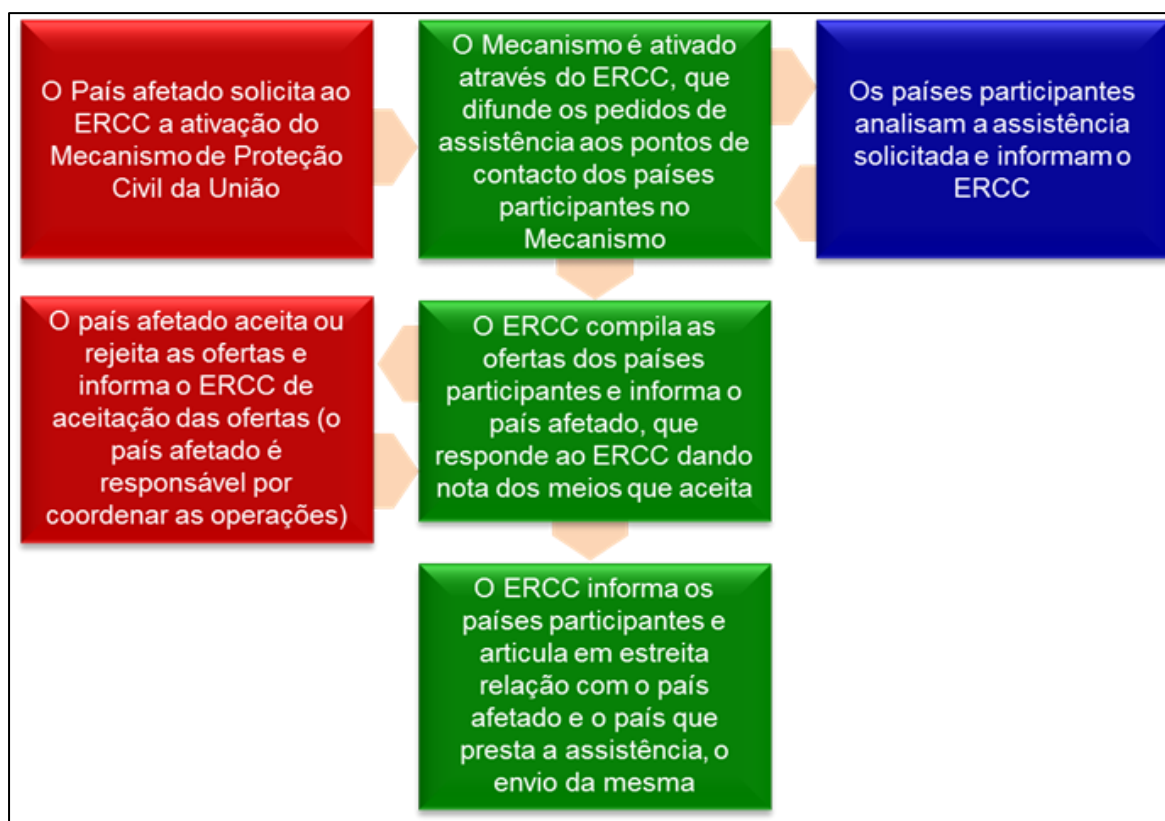 O País afetado solicita ao
ERCC a ativação do
Mecanismo de Proteção
Civil da União
O Mecanismo é ativado
através do ERCC, que
difunde os pedidos de
assistência aos pontos de
contacto dos países
participantes no
Mecanismo
Os países participantes
analisam a assistência
solicitada e informam o
ERCC
O país afetado aceita ou
rejeita as ofertas e
informa o ERCC de
aceitação das ofertas (o
país afetado é
responsável por
coordenar as operações)
O ERCC compila as
ofertas dos países
participantes e informa o
país afetado, que
responde ao ERCC dando
nota dos meios que aceita
O ERCC informa os
países participantes e
articula em estreita
relação com o país
afetado e o país que
presta a assistência, o
envio da mesma